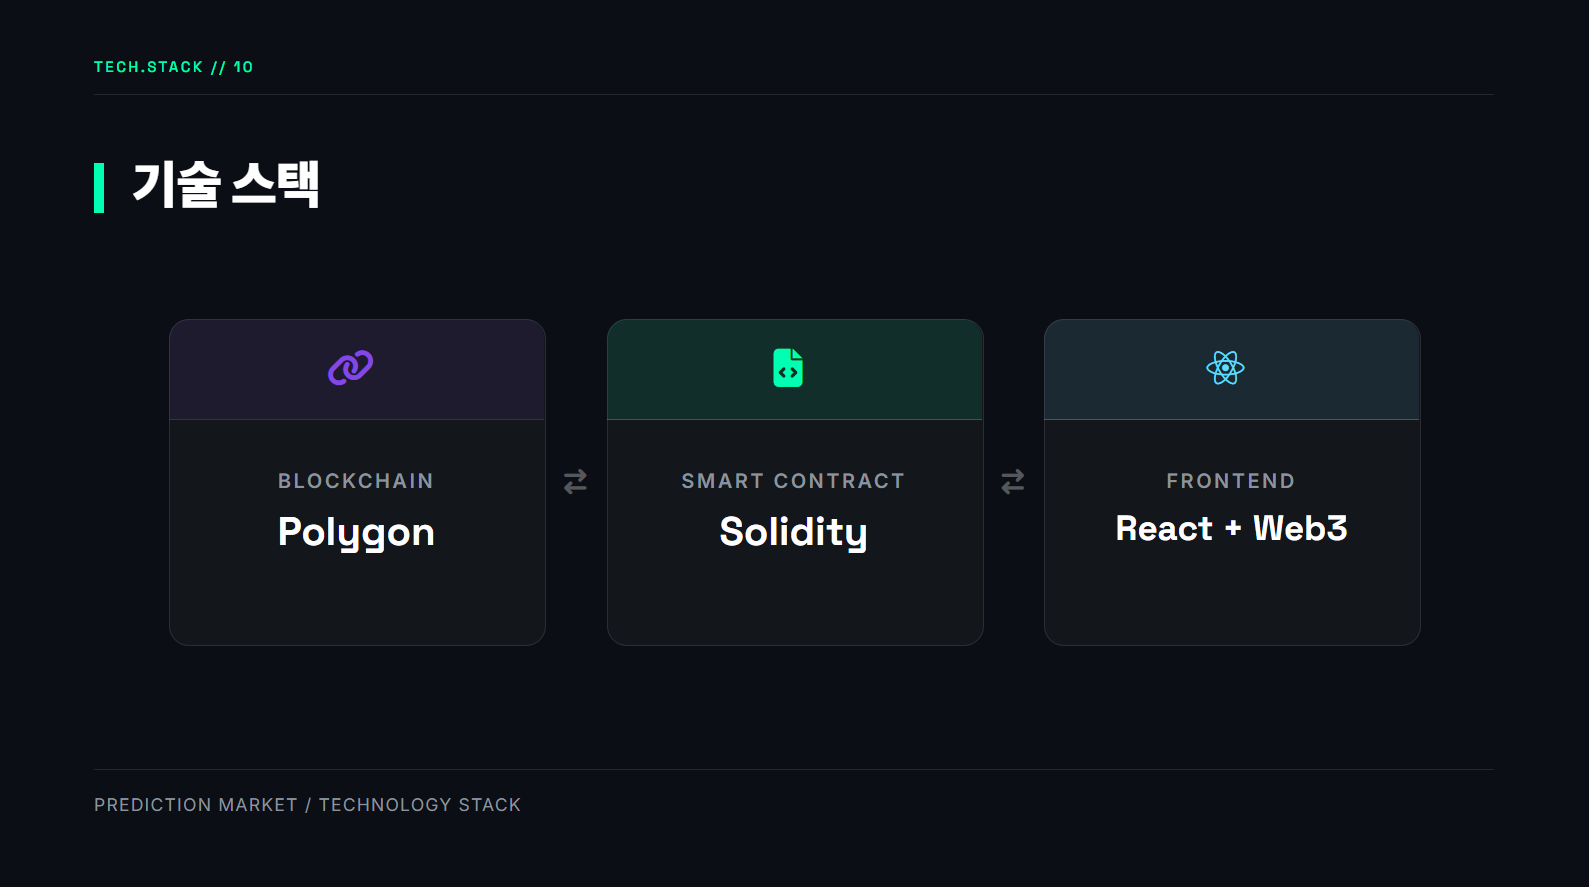 TECH.STACK // 10
기술 스택
BLOCKCHAIN
Polygon
SMART CONTRACT
Solidity
FRONTEND
React + Web3
PREDICTION MARKET / TECHNOLOGY STACK